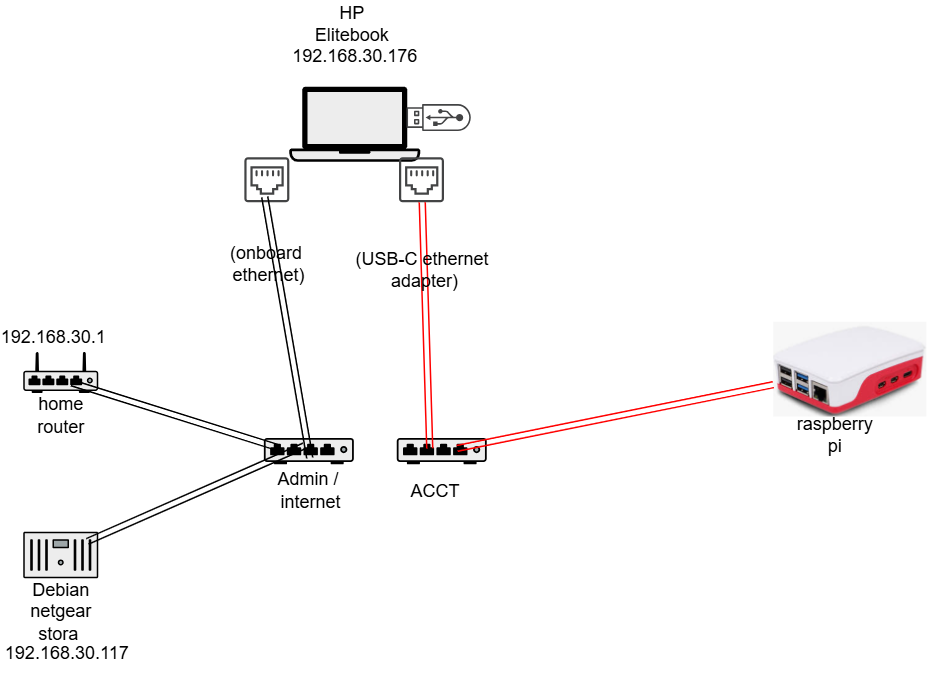 HP
Elitebook
192.168.30.176
(onboard
ethernet)
(USB-C ethernet
adapter)
192.168.30.1
home
router
raspberry
pi
Admin /
internet
ACCT
Debian
netgear
stora
192.168.30.117